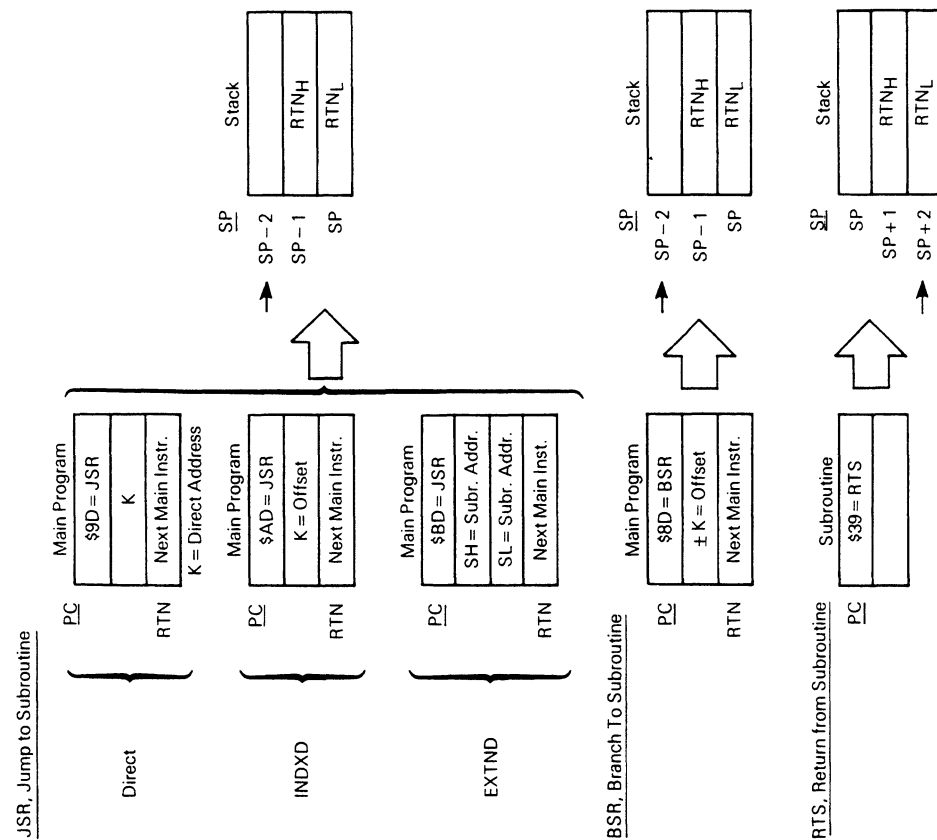 JSR, Jump to Subroutine
Direct
PC
RTN
Main Program
$9D = JSR
K
Next Main Instr.
K = Direct Address
INDXD
PC
RTN
Main Program
$AD = JSR
K = Offset
Next Main Instr.
EXTND
PC
RTN
Main Program
$BD = JSR
SH = Subr. Addr.
SL = Subr. Addr.
Next Main Inst.
SP
Stack
SP − 2
SP − 1
RTNH
SP
RTNL
BSR, Branch To Subroutine
PC
RTN
Main Program
$8D = BSR
± K = Offset
Next Main Instr.
SP
Stack
SP − 2
SP − 1
RTNH
SP
RTNL
RTS, Return from Subroutine
PC
Subroutine
$39 = RTS
SP
Stack
SP
SP + 1
RTNH
SP + 2
RTNL